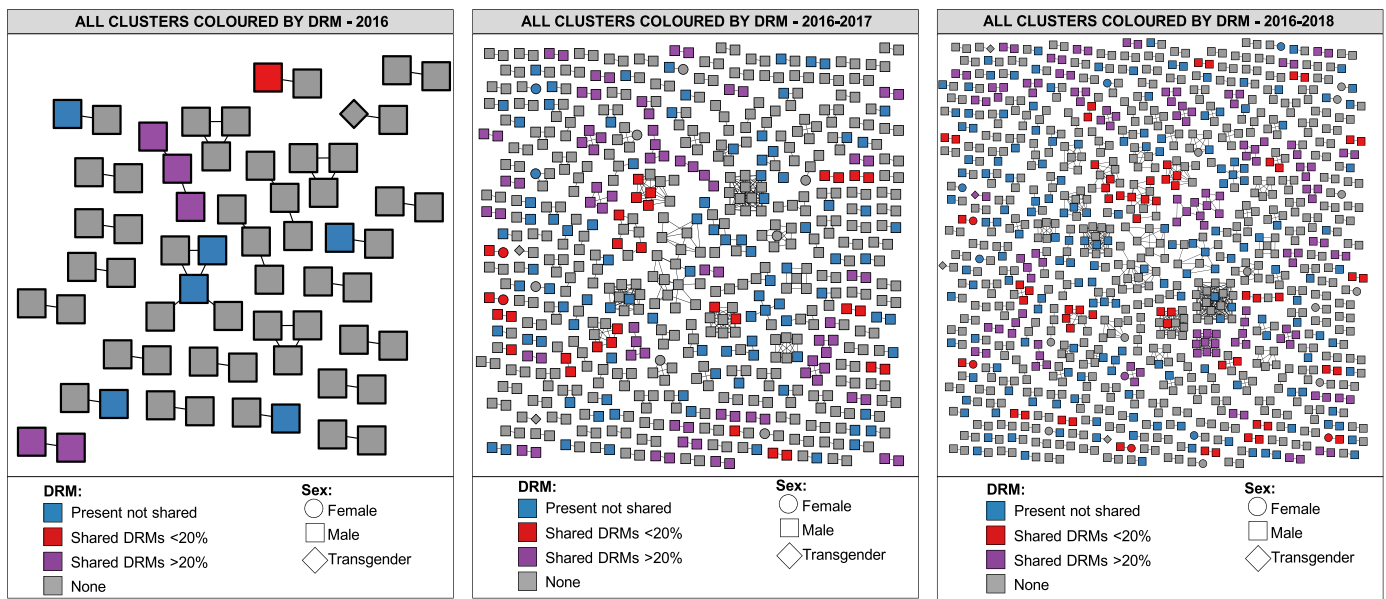 ALL CLUSTERS COLOURED BY DRM - 2016
DRM:
Present not shared
Shared DRMs <20%
Shared DRMs >20%
None
Sex:
Female
Male
Transgender
ALL CLUSTERS COLOURED BY DRM - 2016-2017
DRM:
Present not shared
Shared DRMs <20%
Shared DRMs >20%
None
Sex:
Female
Male
Transgender
ALL CLUSTERS COLOURED BY DRM - 2016-2018
DRM:
Present not shared
Shared DRMs <20%
Shared DRMs >20%
None
Sex:
Female
Male
Transgender